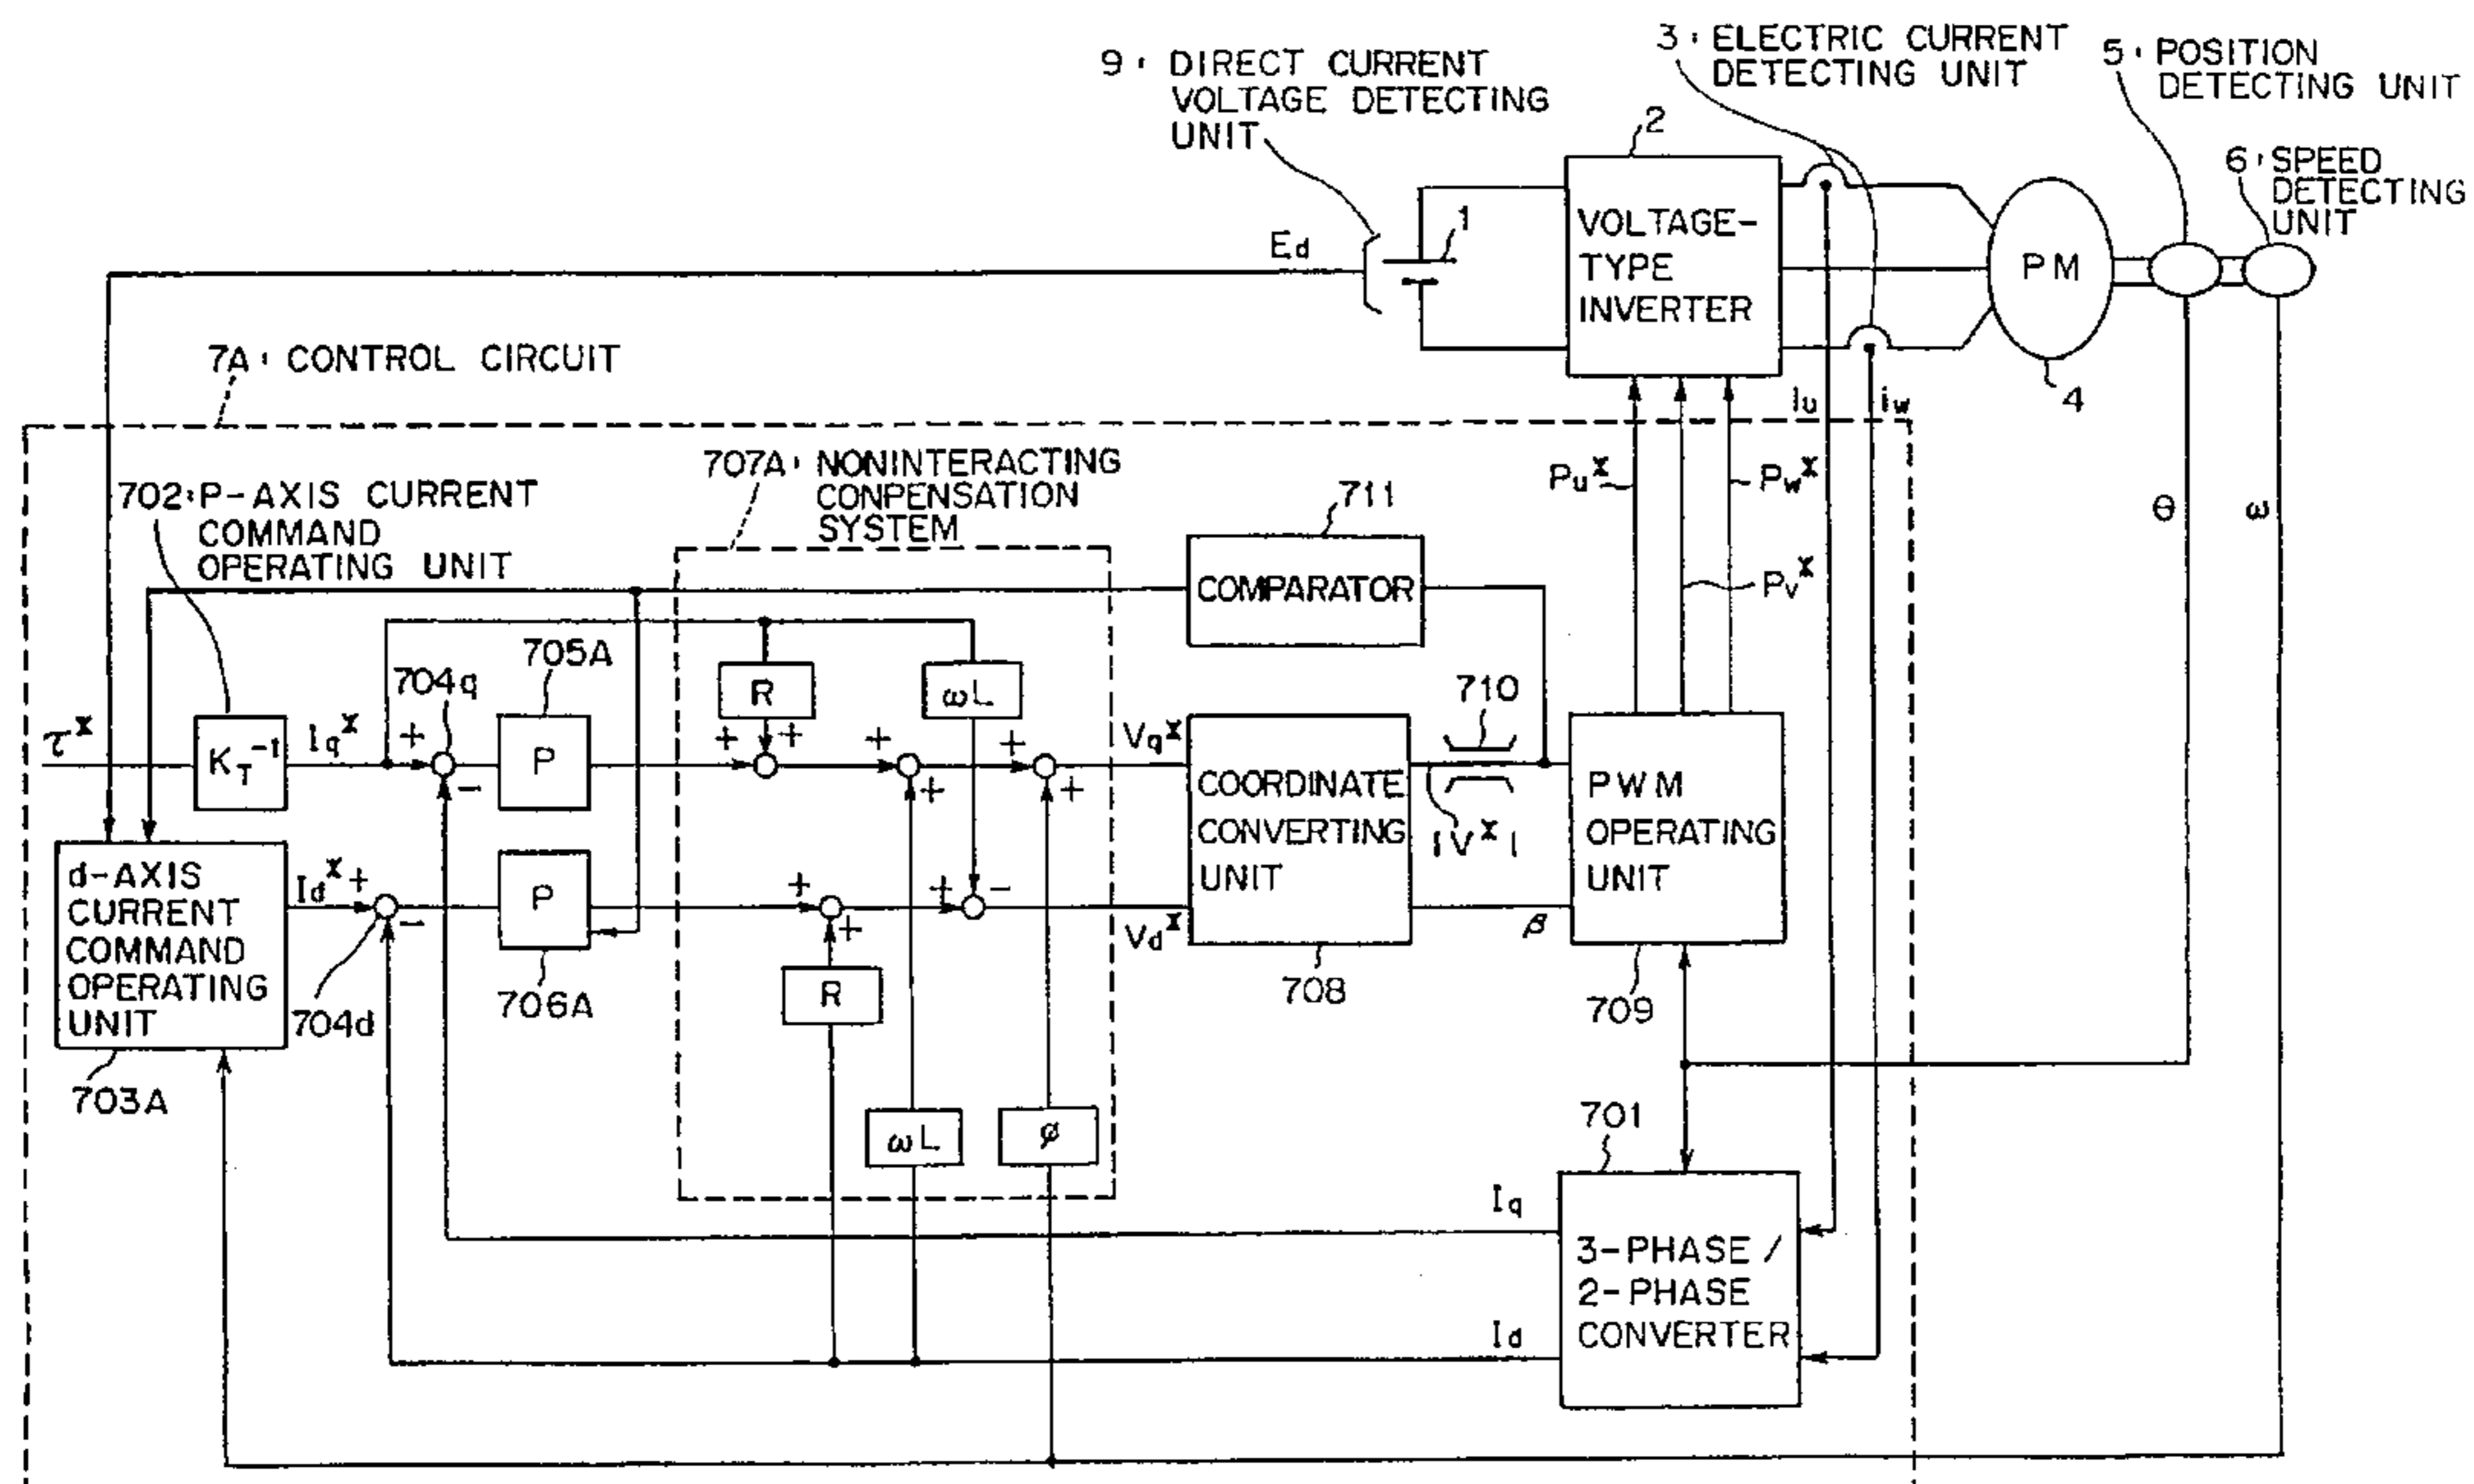 3: ELECTRIC CURRENT
DETECTING UNIT
5: POSITION
DETECTING UNIT
9: DIRECT CURRENT
VOLTAGE DETECTING
UNIT
2
6: SPEED
DETECTING
UNIT
1
Ed
VOLTAGE-
TYPE
INVERTER
PM
4
7A: CONTROL CIRCUIT
Iu
iw
702: P-AXIS CURRENT
COMMAND
OPERATING UNIT
707A: NONINTERACTING
CONPENSATION
SYSTEM
Pu*
Pw*
Pv*
θ
ω
711
COMPARATOR
705A
704q
R
ωL
710
τ*
KT⁻¹
Iq*
+
-
P
+
+
+
+
+
+
Vq*
COORDINATE
CONVERTING
UNIT
|V*|
PWM
OPERATING
UNIT
d-AXIS
CURRENT
COMMAND
OPERATING
UNIT
Id*
+
-
P
+
+
+
-
Vd*
β
704d
706A
R
708
709
703A
ωL
φ
701
Iq
3-PHASE /
2-PHASE
CONVERTER
Id